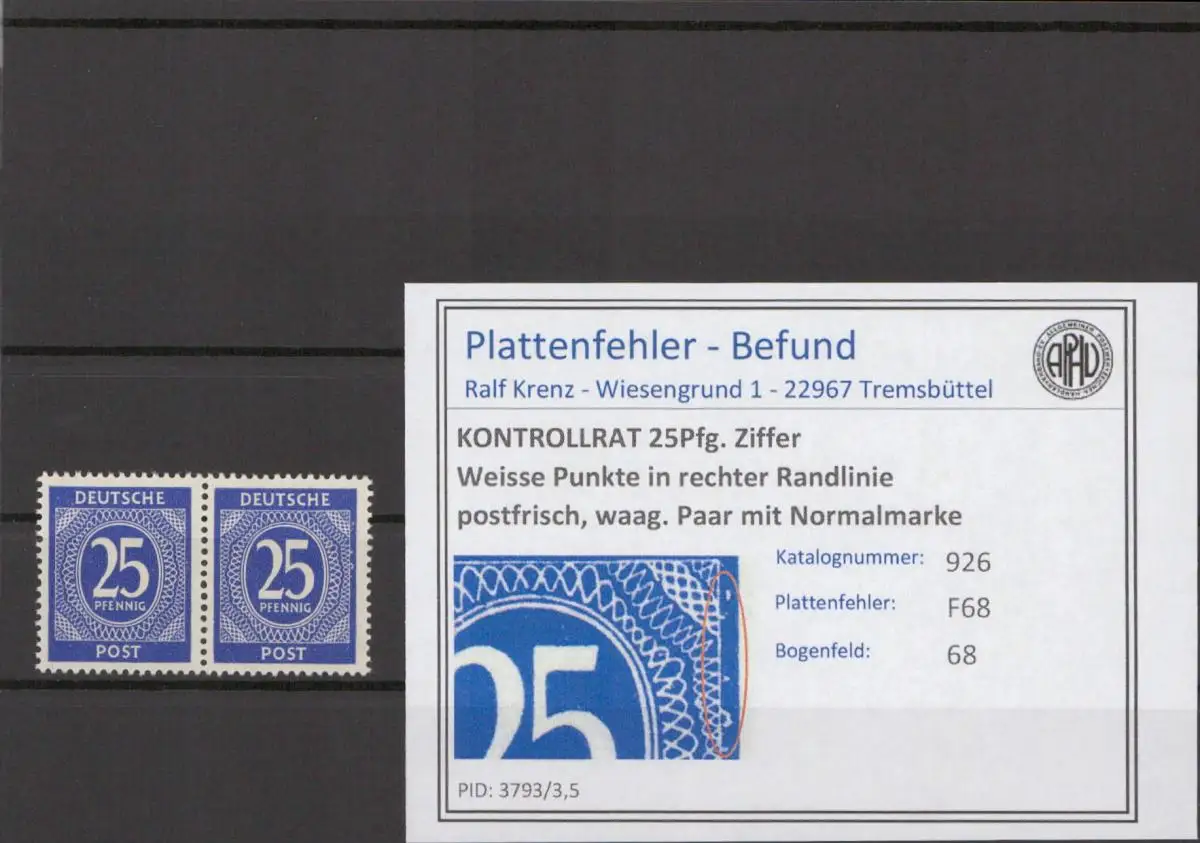 DEUTSCHE
25
PFENNIG
POST
DEUTSCHE
25
PFENNIG
POST
Plattenfehler - Befund
Ralf Krenz - Wiesengrund 1 - 22967 Tremsbüttel
APHV
KONTROLLRAT 25Pfg. Ziffer
Weisse Punkte in rechter Randlinie
postfrisch, waag. Paar mit Normalmarke
25
Katalognummer: 926
Plattenfehler: F68
Bogenfeld: 68
PID: 3793/3,5